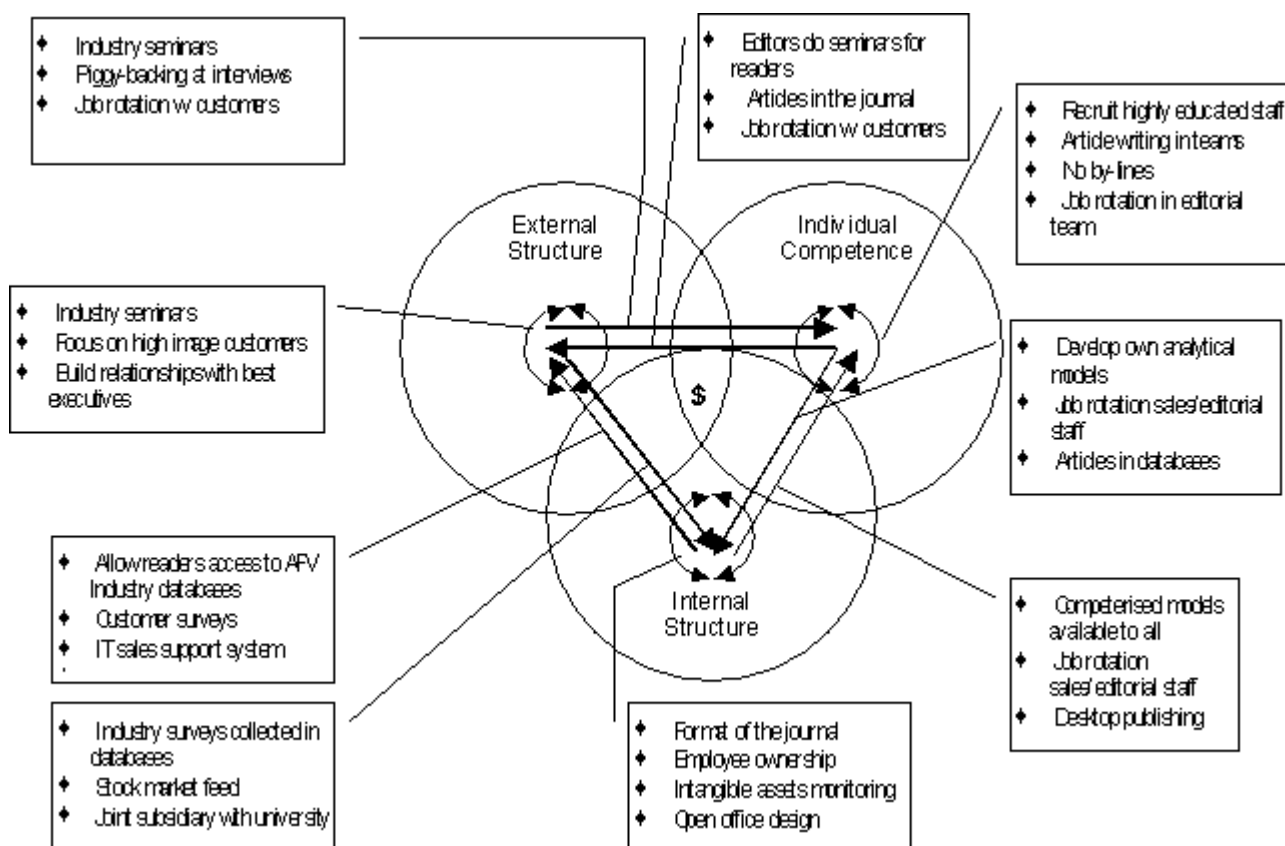 ♦ Industry seminars
♦ Piggy-backing at interviews
♦ Job rotation w customers
♦ Editors do seminars for
readers
♦ Articles in the journal
♦ Job rotation w customers
♦ Recruit highly educated staff
♦ Article writing in teams
♦ No by-lines
♦ Job rotation in editorial
team
External
Structure
Individual
Competence
♦ Industry seminars
♦ Focus on high image customers
♦ Build relationships with best
executives
$
♦ Develop own analytical
models
♦ Job rotation sales/editorial
staff
♦ Articles in databases
♦ Allow readers access to AFV
Industry databases
♦ Customer surveys
♦ IT sales support system
.
Internal
Structure
♦ Competerised models
available to all
♦ Job rotation
sales/editorial staff
♦ Desktop publishing
♦ Industry surveys collected in
databases
♦ Stock market feed
♦ Joint subsidiary with university
♦ Format of the journal
♦ Employee ownership
♦ Intangible assets monitoring
♦ Open office design